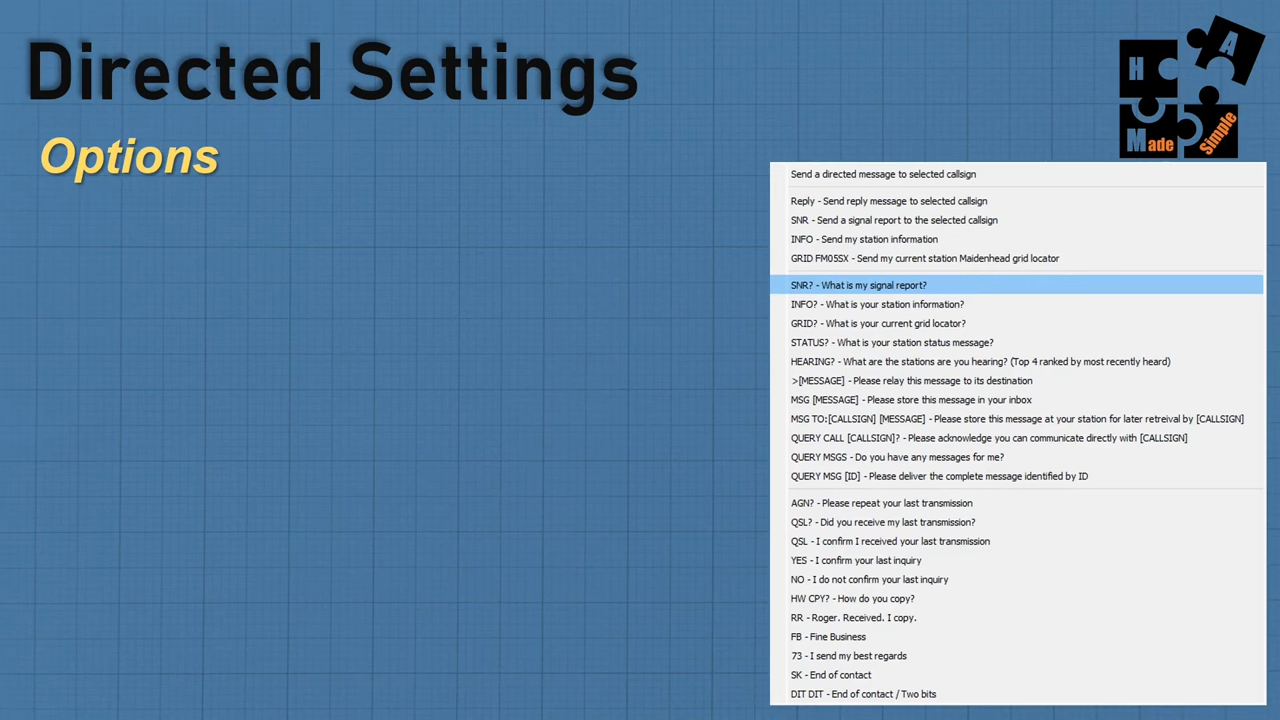 Directed Settings
Options
H A
Made Simple
Send a directed message to selected callsign
Reply - Send reply message to selected callsign
SNR - Send a signal report to the selected callsign
INFO - Send my station information
GRID FM05SX - Send my current station Maidenhead grid locator
SNR? - What is my signal report?
INFO? - What is your station information?
GRID? - What is your current grid locator?
STATUS? - What is your station status message?
HEARING? - What are the stations are you hearing? (Top 4 ranked by most recently heard)
>[MESSAGE] - Please relay this message to its destination
MSG [MESSAGE] - Please store this message in your inbox
MSG TO:[CALLSIGN] [MESSAGE] - Please store this message at your station for later retreival by [CALLSIGN]
QUERY CALL [CALLSIGN]? - Please acknowledge you can communicate directly with [CALLSIGN]
QUERY MSGS - Do you have any messages for me?
QUERY MSG [ID] - Please deliver the complete message identified by ID
AGN? - Please repeat your last transmission
QSL? - Did you receive my last transmission?
QSL - I confirm I received your last transmission
YES - I confirm your last inquiry
NO - I do not confirm your last inquiry
HW CPY? - How do you copy?
RR - Roger. Received. I copy.
FB - Fine Business
73 - I send my best regards
SK - End of contact
DIT DIT - End of contact / Two bits